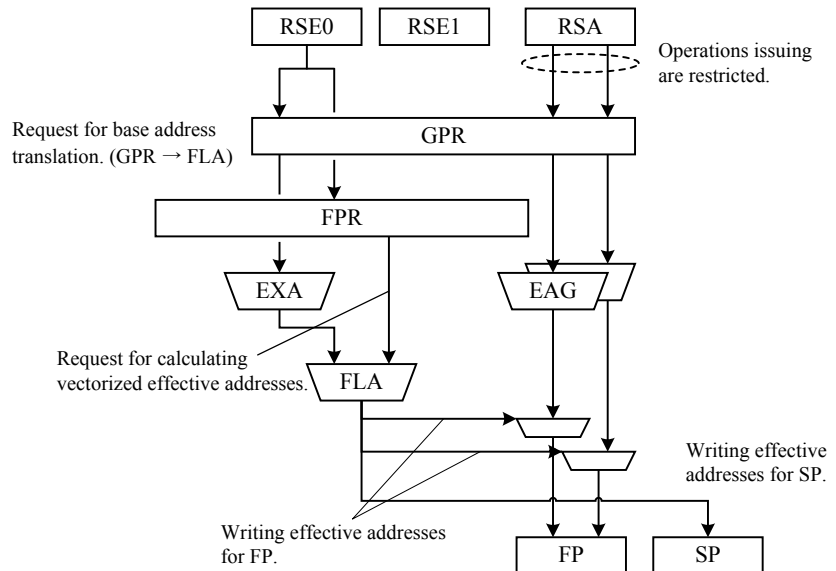 RSE0
RSE1
RSA
Operations issuing
are restricted.
Request for base address
translation. (GPR → FLA)
GPR
FPR
EXA
EAG
Request for calculating
vectorized effective addresses.
FLA
Writing effective
addresses for SP.
Writing effective addresses
for FP.
FP
SP